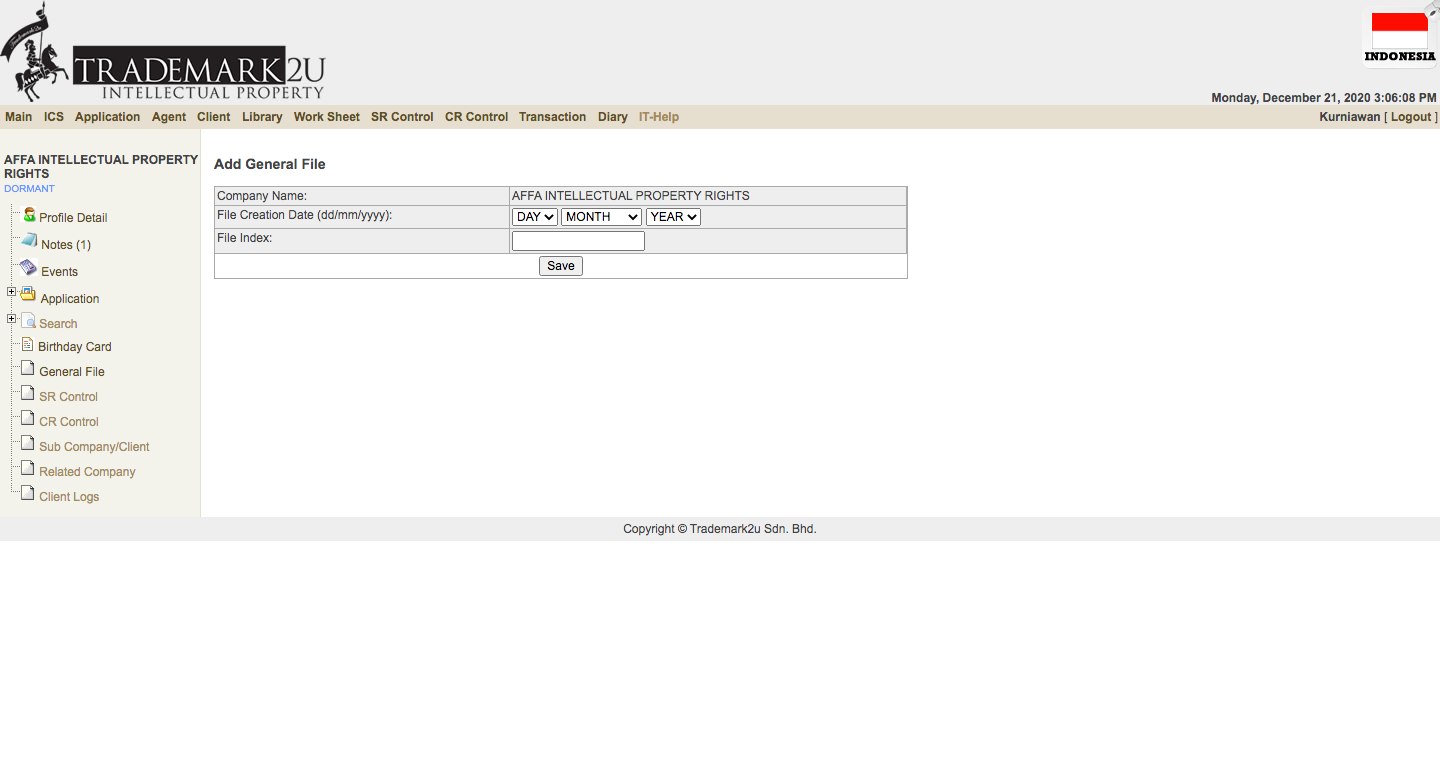 Trademark2u
TRADEMARK2U
INTELLECTUAL PROPERTY
INDONESIA
Monday, December 21, 2020 3:06:08 PM
Main ICS Application Agent Client Library Work Sheet SR Control CR Control Transaction Diary IT-Help Kurniawan [ Logout ]
AFFA INTELLECTUAL PROPERTY
RIGHTS
DORMANT
Profile Detail
Notes (1)
Events
Application
Search
Birthday Card
General File
SR Control
CR Control
Sub Company/Client
Related Company
Client Logs
Add General File
Company Name: AFFA INTELLECTUAL PROPERTY RIGHTS
File Creation Date (dd/mm/yyyy): DAY MONTH YEAR
File Index:
Save
Copyright © Trademark2u Sdn. Bhd.